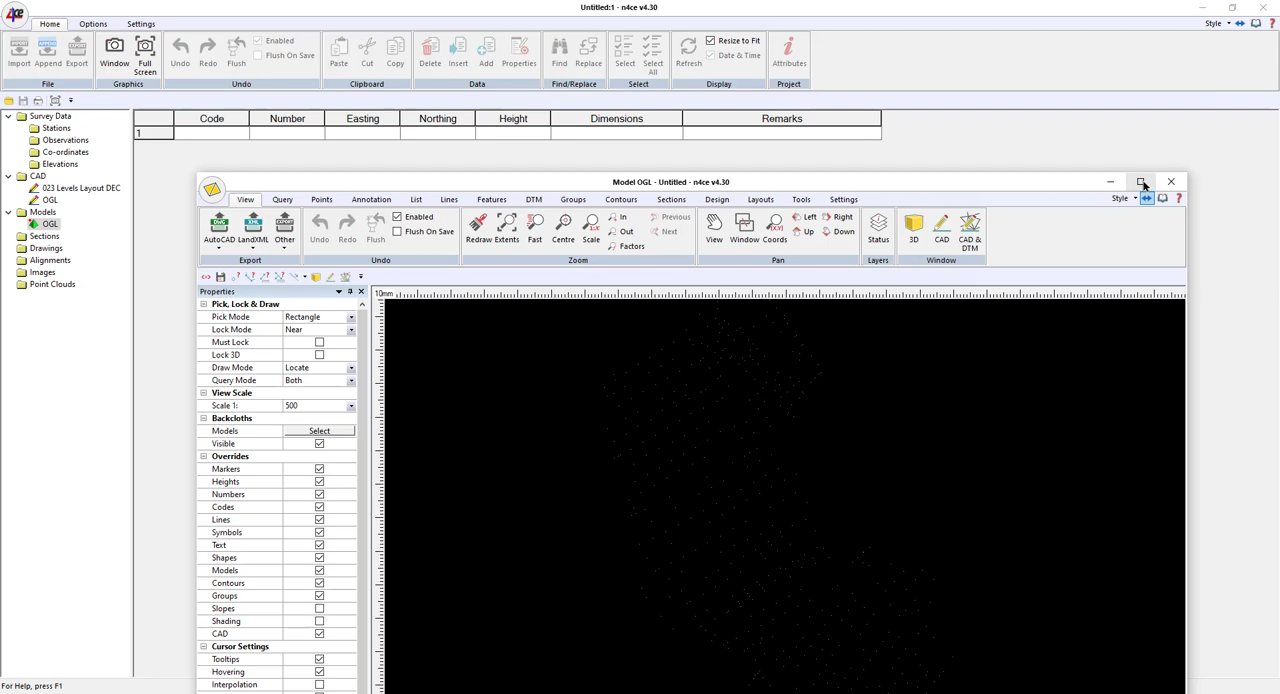 Untitled:1 - n4ce v4.30
4ce
Home Options Settings
Style
Import Append Export
Window Full Screen
Undo Redo Flush
Enabled
Flush On Save
Paste Cut Copy
Delete Insert Add Properties
Find Replace
Select Select All
Refresh
Resize to Fit
Date & Time
Attributes
File Graphics Undo Clipboard Data Find/Replace Select Display Project
Survey Data
Stations
Observations
Co-ordinates
Elevations
CAD
023 Levels Layout DEC
OGL
Models
OGL
Sections
Drawings
Alignments
Images
Point Clouds
Code Number Easting Northing Height Dimensions Remarks
1
Model OGL - Untitled - n4ce v4.30
View Query Points Annotation List Lines Features DTM Groups Contours Sections Design Layouts Tools Settings
Style
DWG XML EXPORT
AutoCAD LandXML Other
Undo Redo Flush
Enabled
Flush On Save
Redraw Extents Fast Centre Scale
In
Out
Factors
Previous
Next
View Window Coords
Left Right
Up Down
Status
3D CAD CAD & DTM
Export Undo Zoom Pan Layers Window
Properties
10mm
Pick, Lock & Draw
Pick Mode Rectangle
Lock Mode Near
Must Lock
Lock 3D
Draw Mode Locate
Query Mode Both
View Scale
Scale 1: 500
Backcloths
Models Select
Visible
Overrides
Markers
Heights
Numbers
Codes
Lines
Symbols
Text
Shapes
Models
Contours
Groups
Slopes
Shading
CAD
Cursor Settings
Tooltips
Hovering
Interpolation
For Help, press F1